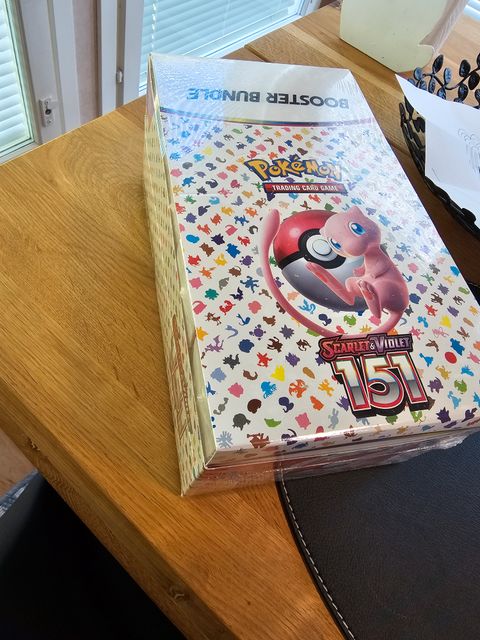 BOOSTER BUNDLE
POKéMON
TRADING CARD GAME
SCARLET & VIOLET
151